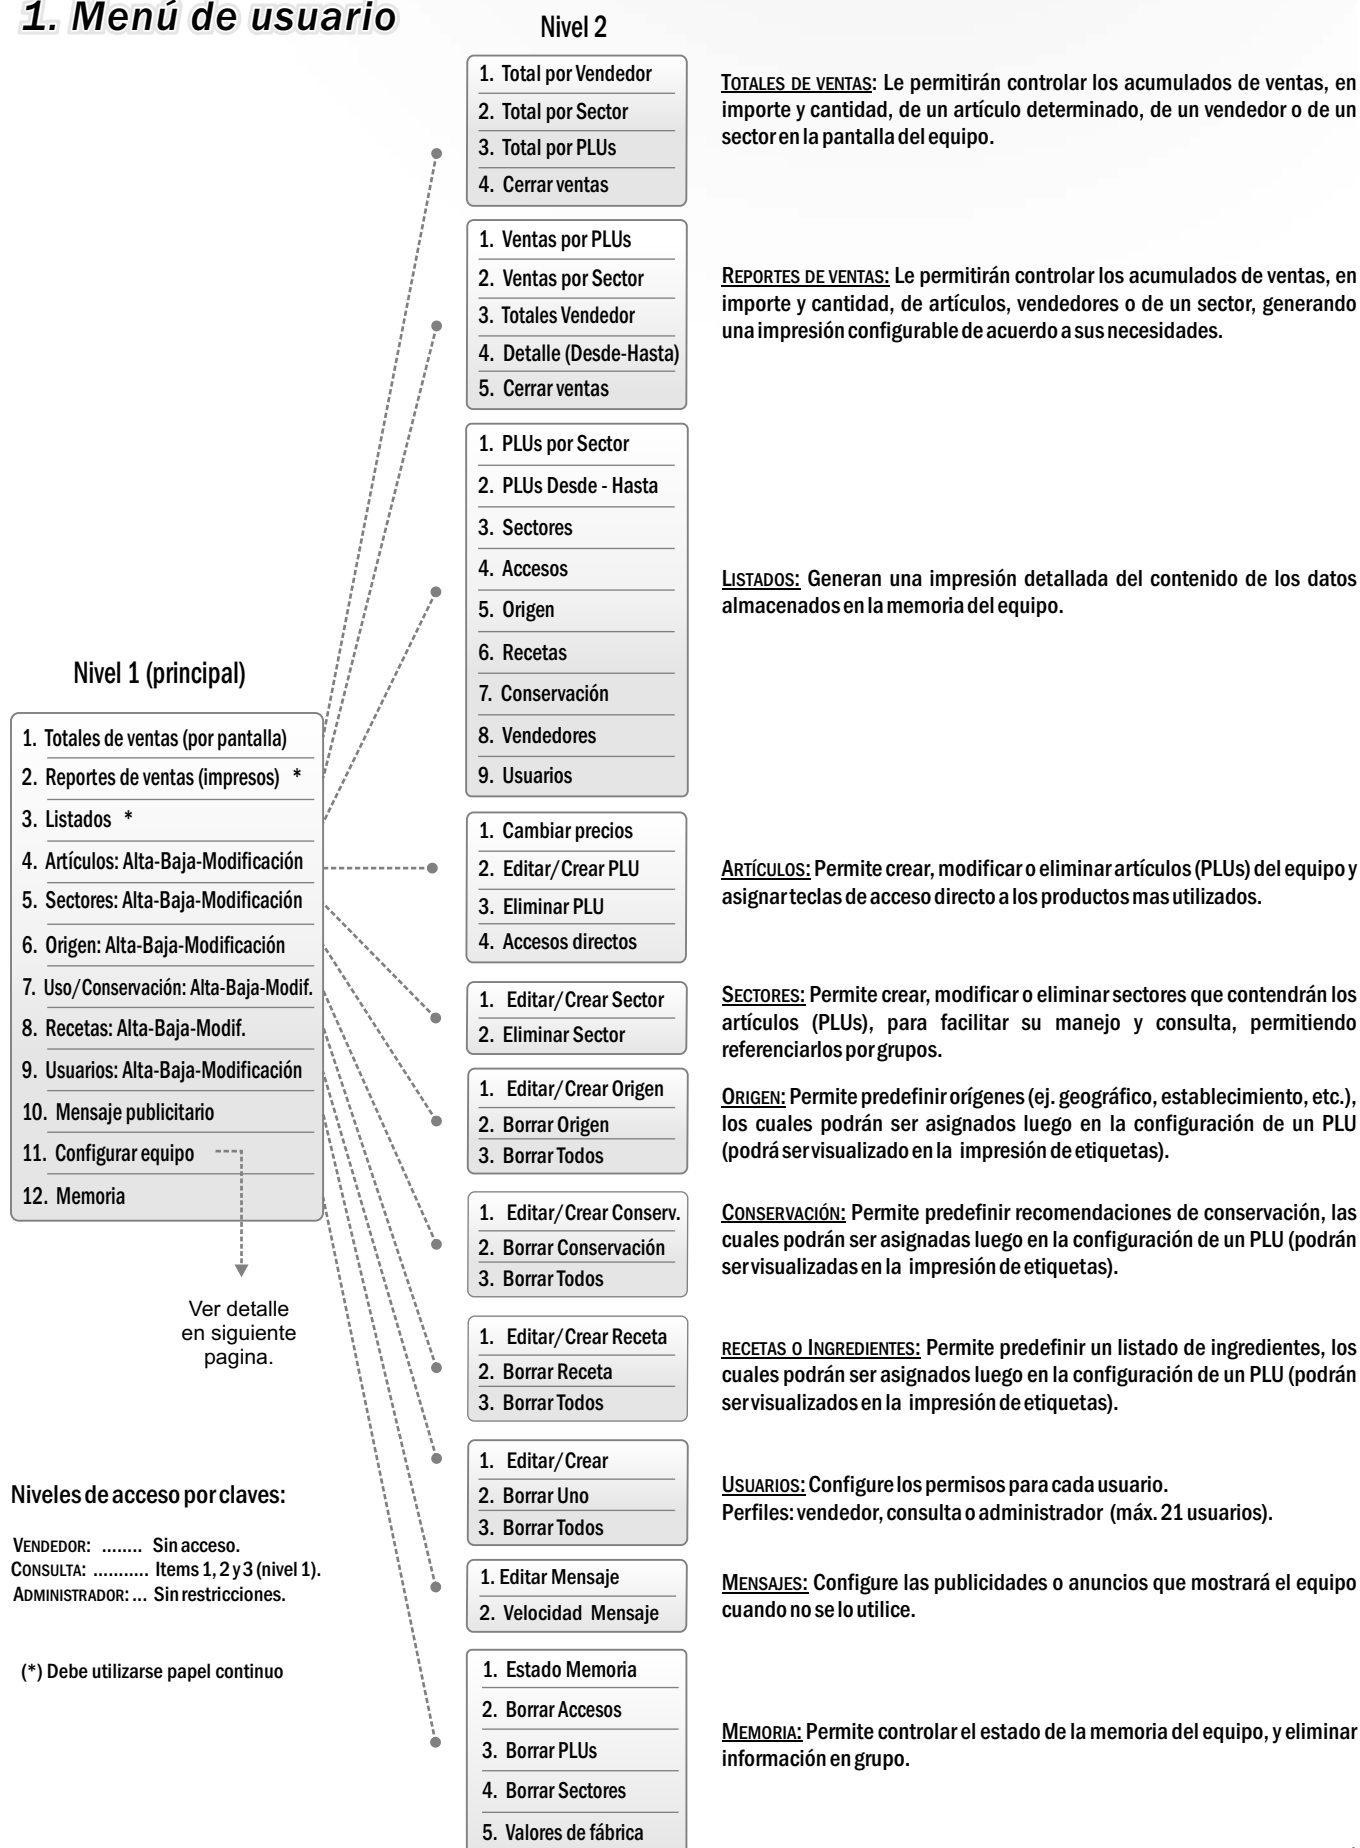 1. Menú de usuario
Nivel 2
1. Total por Vendedor
2. Total por Sector
3. Total por PLUs
4. Cerrar ventas
TOTALES DE VENTAS: Le permitirán controlar los acumulados de ventas, en
importe y cantidad, de un artículo determinado, de un vendedor o de un
sector en la pantalla del equipo.
1. Ventas por PLUs
2. Ventas por Sector
3. Totales Vendedor
4. Detalle (Desde-Hasta)
5. Cerrar ventas
REPORTES DE VENTAS: Le permitirán controlar los acumulados de ventas, en
importe y cantidad, de artículos, vendedores o de un sector, generando
una impresión configurable de acuerdo a sus necesidades.
1. PLUs por Sector
2. PLUs Desde - Hasta
3. Sectores
4. Accesos
5. Origen
6. Recetas
7. Conservación
8. Vendedores
9. Usuarios
LISTADOS: Generan una impresión detallada del contenido de los datos
almacenados en la memoria del equipo.
Nivel 1 (principal)
1. Totales de ventas (por pantalla)
2. Reportes de ventas (impresos) *
3. Listados *
4. Artículos: Alta-Baja-Modificación
5. Sectores: Alta-Baja-Modificación
6. Origen: Alta-Baja-Modificación
7. Uso/Conservación: Alta-Baja-Modif.
8. Recetas: Alta-Baja-Modif.
9. Usuarios: Alta-Baja-Modificación
10. Mensaje publicitario
11. Configurar equipo
12. Memoria
Ver detalle
en siguiente
pagina.
1. Cambiar precios
2. Editar/Crear PLU
3. Eliminar PLU
4. Accesos directos
ARTÍCULOS: Permite crear, modificar o eliminar artículos (PLUs) del equipo y
asignar teclas de acceso directo a los productos mas utilizados.
1. Editar/Crear Sector
2. Eliminar Sector
SECTORES: Permite crear, modificar o eliminar sectores que contendrán los
artículos (PLUs), para facilitar su manejo y consulta, permitiendo
referenciarlos por grupos.
1. Editar/Crear Origen
2. Borrar Origen
3. Borrar Todos
ORIGEN: Permite predefinir orígenes (ej. geográfico, establecimiento, etc.),
los cuales podrán ser asignados luego en la configuración de un PLU
(podrá ser visualizado en la impresión de etiquetas).
1. Editar/Crear Conserv.
2. Borrar Conservación
3. Borrar Todos
CONSERVACIÓN: Permite predefinir recomendaciones de conservación, las
cuales podrán ser asignadas luego en la configuración de un PLU (podrán
ser visualizadas en la impresión de etiquetas).
1. Editar/Crear Receta
2. Borrar Receta
3. Borrar Todos
RECETAS O INGREDIENTES: Permite predefinir un listado de ingredientes, los
cuales podrán ser asignados luego en la configuración de un PLU (podrán
ser visualizados en la impresión de etiquetas).
1. Editar/Crear
2. Borrar Uno
3. Borrar Todos
USUARIOS: Configure los permisos para cada usuario.
Perfiles: vendedor, consulta o administrador (máx. 21 usuarios).
1. Editar Mensaje
2. Velocidad Mensaje
MENSAJES: Configure las publicidades o anuncios que mostrará el equipo
cuando no se lo utilice.
1. Estado Memoria
2. Borrar Accesos
3. Borrar PLUs
4. Borrar Sectores
5. Valores de fábrica
MEMORIA: Permite controlar el estado de la memoria del equipo, y eliminar
información en grupo.
Niveles de acceso por claves:
VENDEDOR: ........ Sin acceso.
CONSULTA: ........... Items 1, 2 y 3 (nivel 1).
ADMINISTRADOR: ... Sin restricciones.
(*) Debe utilizarse papel continuo